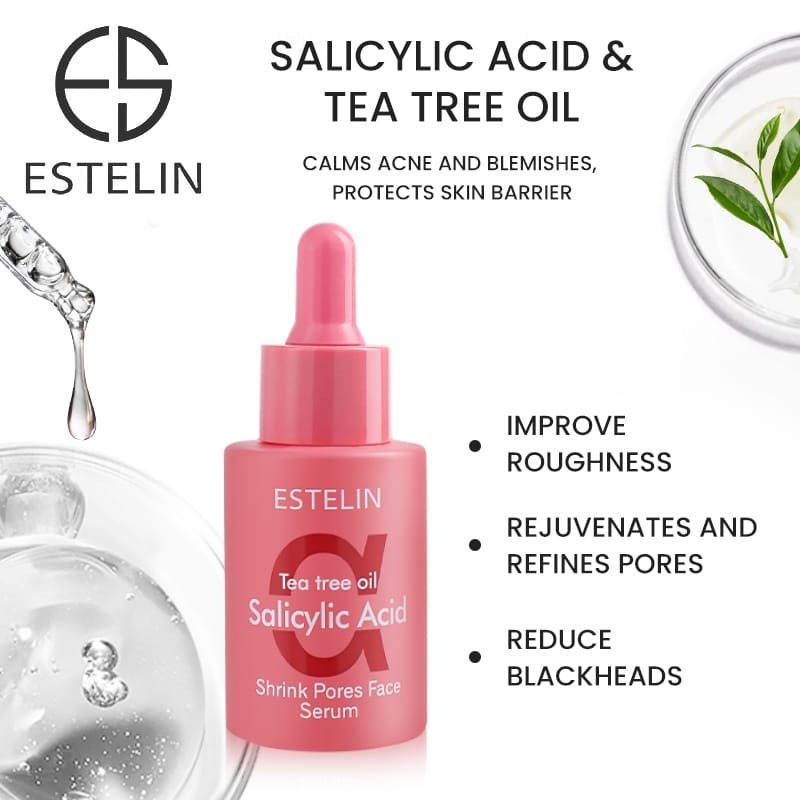 ES
ESTELIN
SALICYLIC ACID &
TEA TREE OIL
CALMS ACNE AND BLEMISHES,
PROTECTS SKIN BARRIER
ESTELIN
α
Tea tree oil
Salicylic Acid
Shrink Pores Face
Serum
IMPROVE
ROUGHNESS
REJUVENATES AND
REFINES PORES
REDUCE
BLACKHEADS